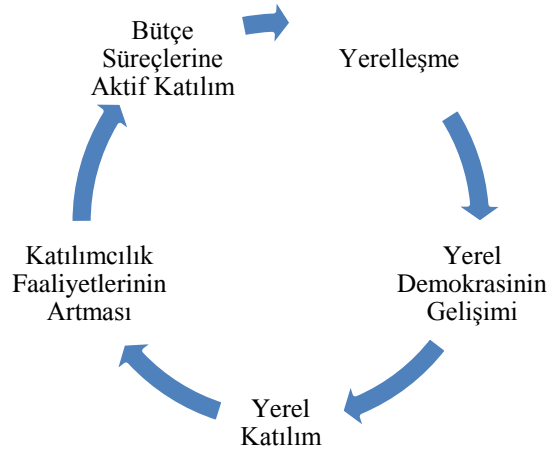 Bütçe
Süreçlerine
Aktif Katılım
Yerelleşme
Yerel
Demokrasinin
Gelişimi
Yerel
Katılım
Katılımcılık
Faaliyetlerinin
Artması